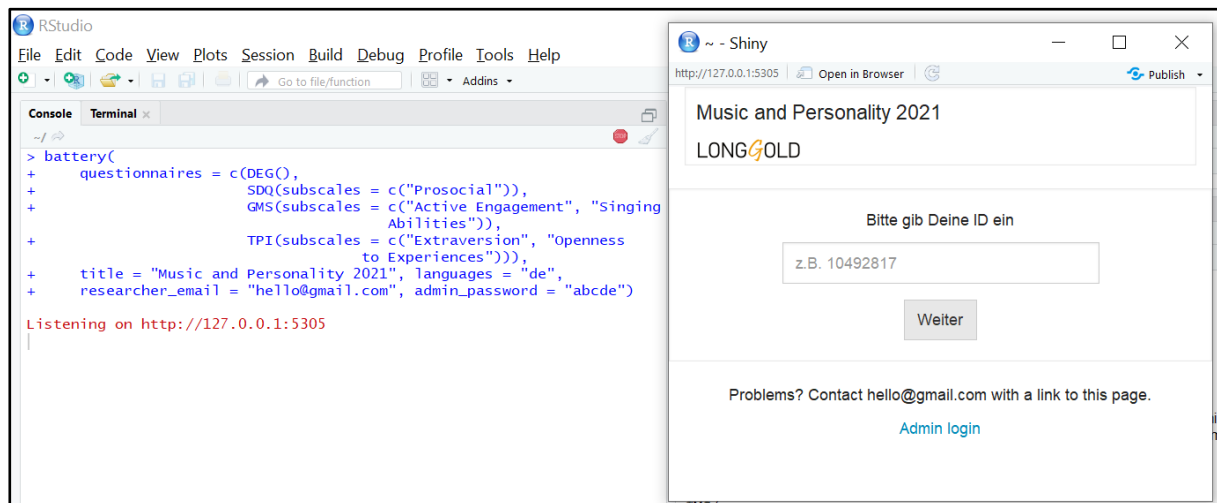 RStudio
File Edit Code View Plots Session Build Debug Profile Tools Help
Go to file/function Addins
Console Terminal
~/
> battery(
+ questionnaires = c(DEG(),
+ SDQ(subscales = c("Prosocial")),
+ GMS(subscales = c("Active Engagement", "Singing
Abilities")),
+ TPI(subscales = c("Extraversion", "Openness
to Experiences"))),
+ title = "Music and Personality 2021", languages = "de",
+ researcher_email = "hello@gmail.com", admin_password = "abcde")
Listening on http://127.0.0.1:5305
~ - Shiny
http://127.0.0.1:5305 Open in Browser Publish
Music and Personality 2021
LONGGOLD
Bitte gib Deine ID ein
z.B. 10492817
Weiter
Problems? Contact hello@gmail.com with a link to this page.
Admin login